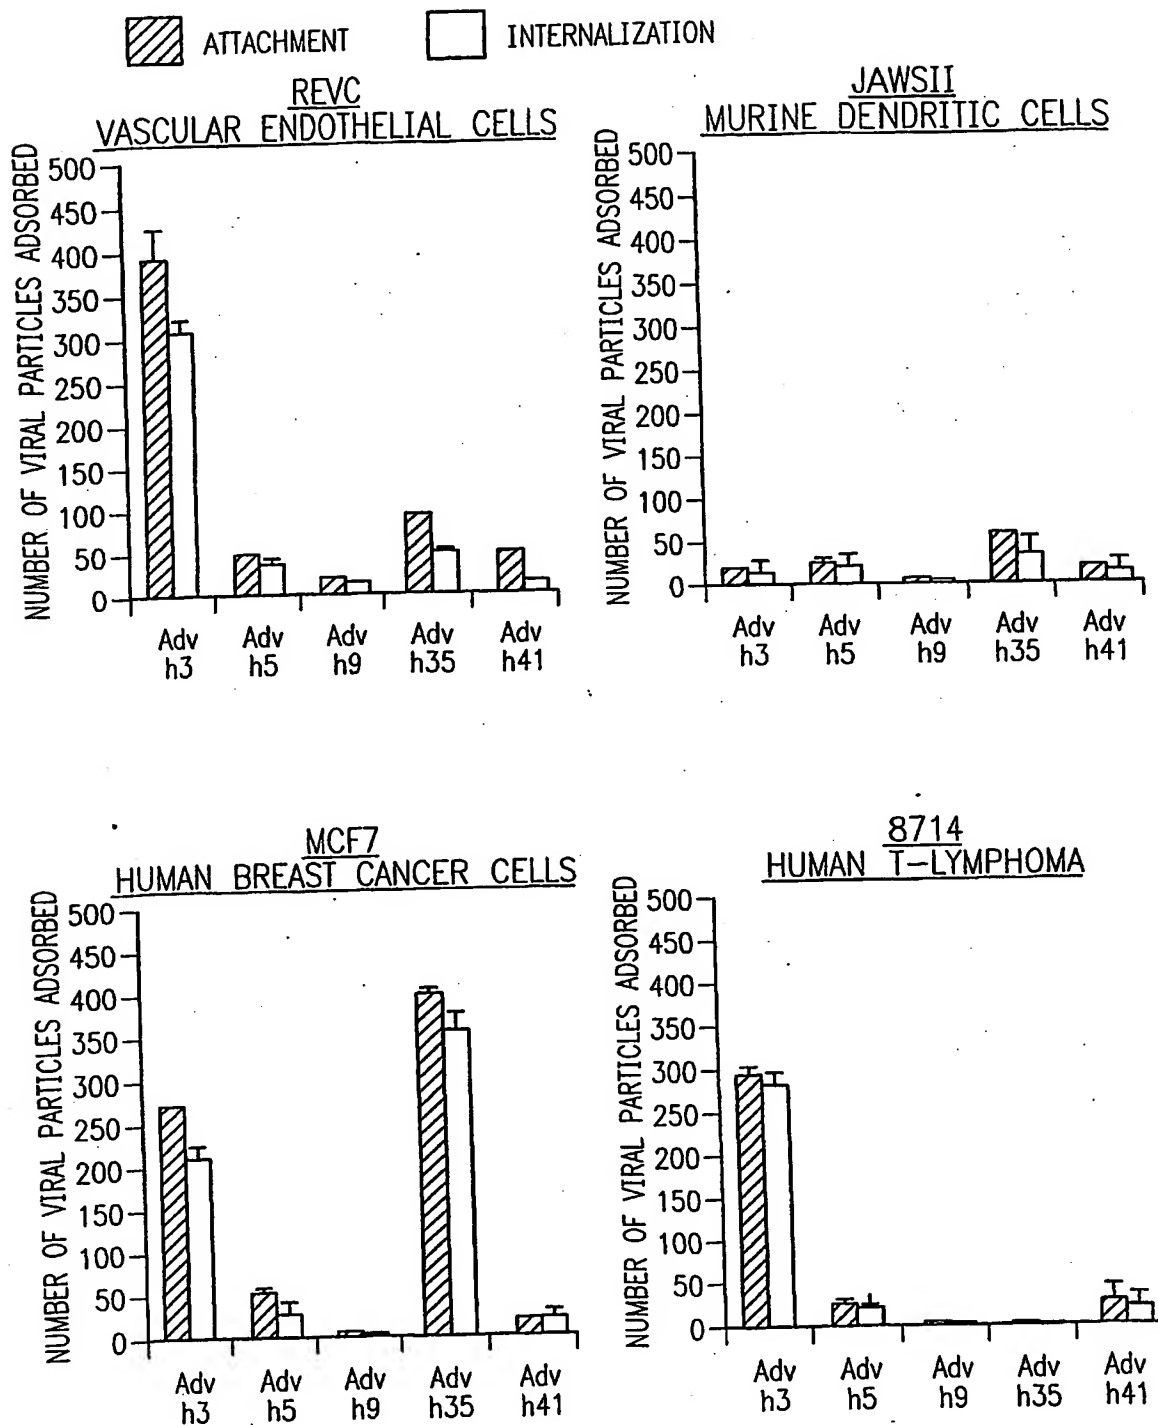 ATTACHMENT
INTERNALIZATION
REVC
VASCULAR ENDOTHELIAL CELLS
NUMBER OF VIRAL PARTICLES ADSORBED
500
450
400
350
300
250
200
150
100
50
0
Adv h3
Adv h5
Adv h9
Adv h35
Adv h41
JAWSII
MURINE DENDRITIC CELLS
NUMBER OF VIRAL PARTICLES ADSORBED
500
450
400
350
300
250
200
150
100
50
0
Adv h3
Adv h5
Adv h9
Adv h35
Adv h41
MCF7
HUMAN BREAST CANCER CELLS
NUMBER OF VIRAL PARTICLES ADSORBED
500
450
400
350
300
250
200
150
100
50
0
Adv h3
Adv h5
Adv h9
Adv h35
Adv h41
8714
HUMAN T-LYMPHOMA
NUMBER OF VIRAL PARTICLES ADSORBED
500
450
400
350
300
250
200
150
100
50
0
Adv h3
Adv h5
Adv h9
Adv h35
Adv h41